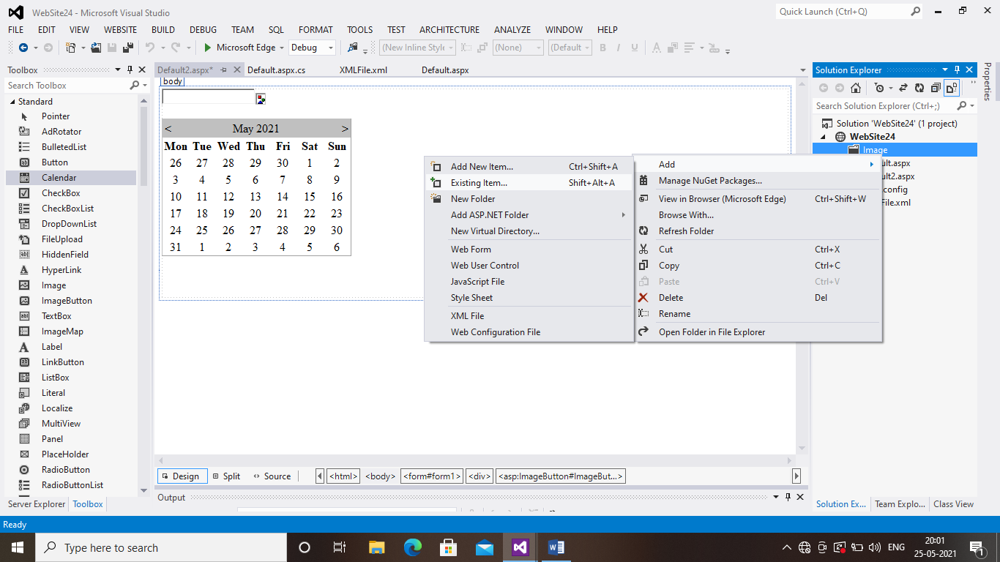 WebSite24 - Microsoft Visual Studio
Quick Launch (Ctrl+Q)
FILE EDIT VIEW WEBSITE BUILD DEBUG TEAM SQL FORMAT TOOLS TEST ARCHITECTURE ANALYZE WINDOW HELP
Microsoft Edge Debug (New Inline Style (None) (Default B I U A
Toolbox
Search Toolbox
Standard
Pointer
AdRotator
BulletedList
Button
Calendar
CheckBox
CheckBoxList
DropDownList
FileUpload
HiddenField
HyperLink
Image
ImageButton
TextBox
ImageMap
Label
LinkButton
ListBox
Literal
Localize
MultiView
Panel
PlaceHolder
RadioButton
RadioButtonList
Server Explorer Toolbox
Default2.aspx* Default.aspx.cs XMLFile.xml Default.aspx
body
< May 2021 >
Mon Tue Wed Thu Fri Sat Sun
26 27 28 29 30 1 2
3 4 5 6 7 8 9
10 11 12 13 14 15 16
17 18 19 20 21 22 23
24 25 26 27 28 29 30
31 1 2 3 4 5 6
Add New Item... Ctrl+Shift+A
Existing Item... Shift+Alt+A
New Folder
Add ASP.NET Folder
New Virtual Directory...
Web Form
Web User Control
JavaScript File
Style Sheet
XML File
Web Configuration File
Add
Manage NuGet Packages...
View in Browser (Microsoft Edge) Ctrl+Shift+W
Browse With...
Refresh Folder
Cut Ctrl+X
Copy Ctrl+C
Paste Ctrl+V
Delete Del
Rename
Open Folder in File Explorer
Design Split Source <html> <body> <form#form1> <div> <asp:ImageButton#ImageBut...>
Output
Solution Explorer
Search Solution Explorer (Ctrl+;)
Solution 'WebSite24' (1 project)
WebSite24
Image
ult.aspx
ult2.aspx
config
File.xml
Solution Ex... Team Explo... Class View
Properties
Ready
Type here to search
ENG
20:01
25-05-2021
1